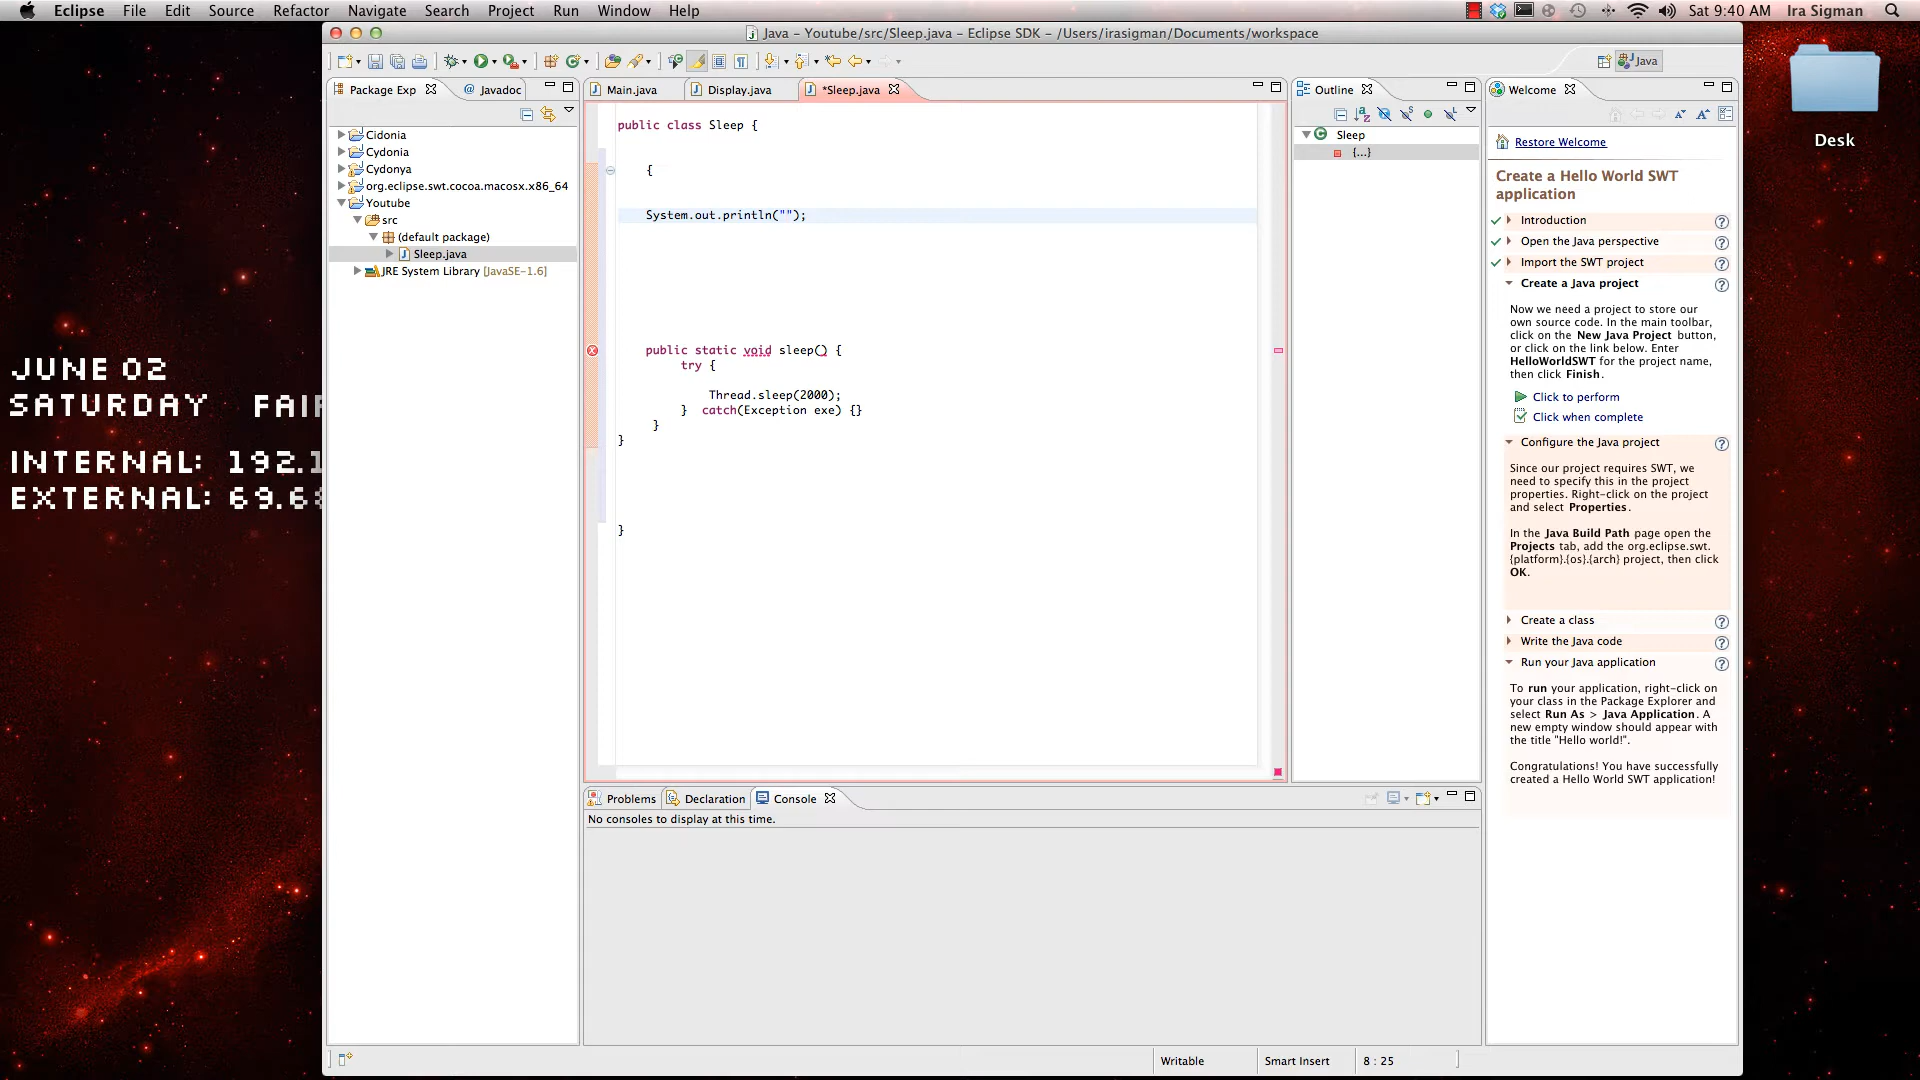 Eclipse File Edit Source Refactor Navigate Search Project Run Window Help
Sat 9:40 AM Ira Sigman
Java – Youtube/src/Sleep.java – Eclipse SDK – /Users/irasigman/Documents/workspace
Java
Desk
JUNE 02
SATURDAY FAIR
INTERNAL: 192.1
EXTERNAL: 69.6
Package Exp
Javadoc
Cidonia
Cydonia
Cydonya
org.eclipse.swt.cocoa.macosx.x86_64
Youtube
src
(default package)
Sleep.java
JRE System Library [JavaSE-1.6]
Main.java
Display.java
*Sleep.java
public class Sleep {
{
System.out.println("");
public static void sleep() {
try {
Thread.sleep(2000);
} catch(Exception exe) {}
}
}
}
Outline
Sleep
{...}
Welcome
Restore Welcome
Create a Hello World SWT
application
Introduction
Open the Java perspective
Import the SWT project
Create a Java project
Now we need a project to store our
own source code. In the main toolbar,
click on the New Java Project button,
or click on the link below. Enter
HelloWorldSWT for the project name,
then click Finish.
Click to perform
Click when complete
Configure the Java project
Since our project requires SWT, we
need to specify this in the project
properties. Right-click on the project
and select Properties.
In the Java Build Path page open the
Projects tab, add the org.eclipse.swt.
{platform}.{os}.{arch} project, then click
OK.
Create a class
Write the Java code
Run your Java application
To run your application, right-click on
your class in the Package Explorer and
select Run As > Java Application. A
new empty window should appear with
the title "Hello world!".
Congratulations! You have successfully
created a Hello World SWT application!
Problems
Declaration
Console
No consoles to display at this time.
Writable
Smart Insert
8 : 25